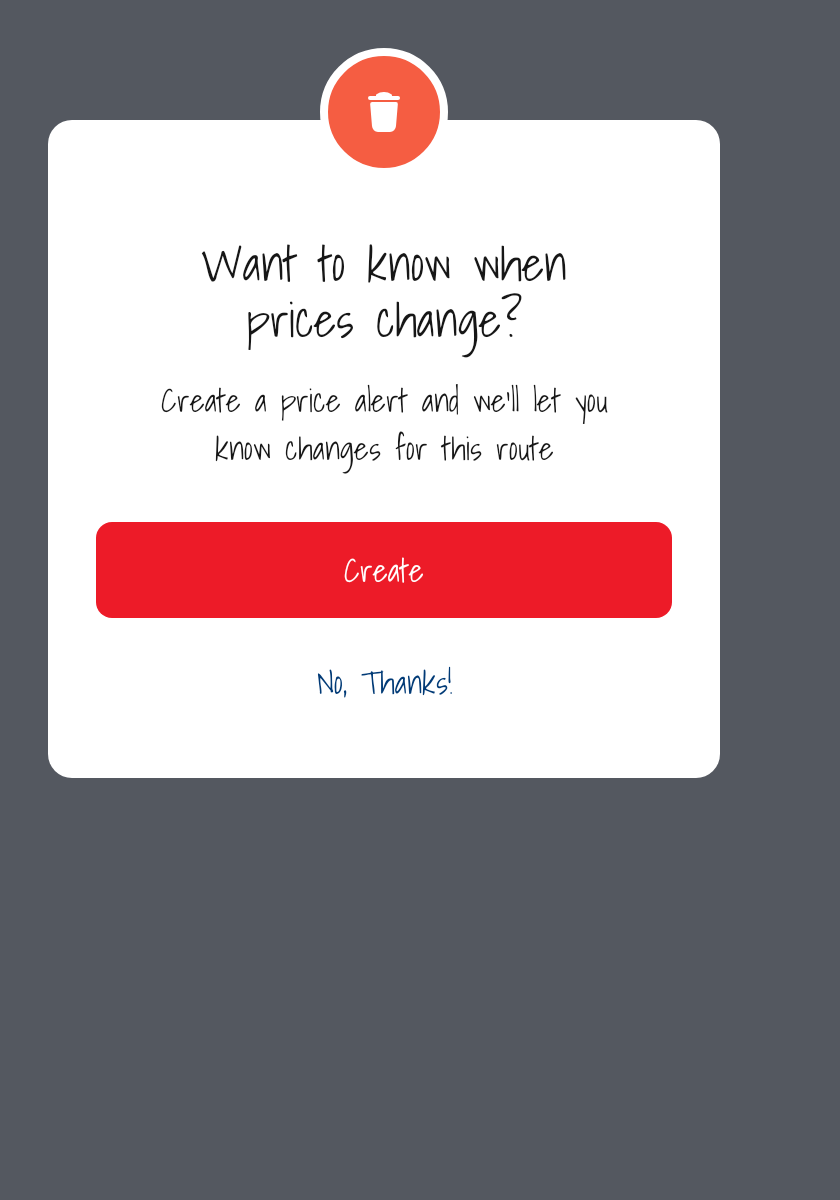 Want to know when
prices change?
Create a price alert and we'll let you
know changes for this route
Create
No, Thanks!